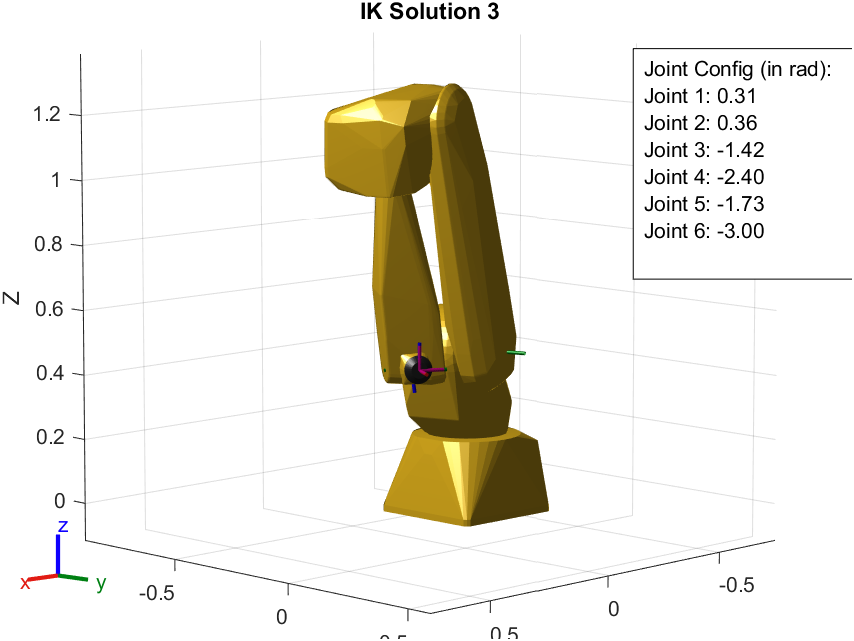 IK Solution 3
Joint Config (in rad):
Joint 1: 0.31
Joint 2: 0.36
Joint 3: -1.42
Joint 4: -2.40
Joint 5: -1.73
Joint 6: -3.00
1.2
1
0.8
0.6
0.4
0.2
0
Z
z
x
y
-0.5
0
0.5
0
-0.5